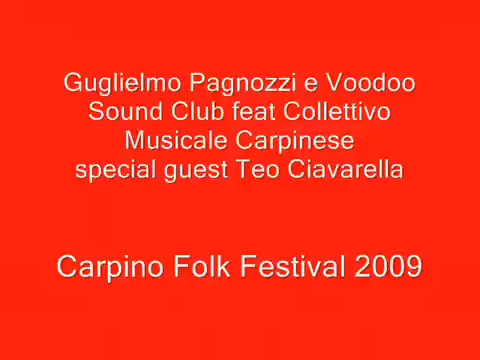 Guglielmo Pagnozzi e Voodoo
Sound Club feat Collettivo
Musicale Carpinese
special guest Teo Ciavarella
Carpino Folk Festival 2009